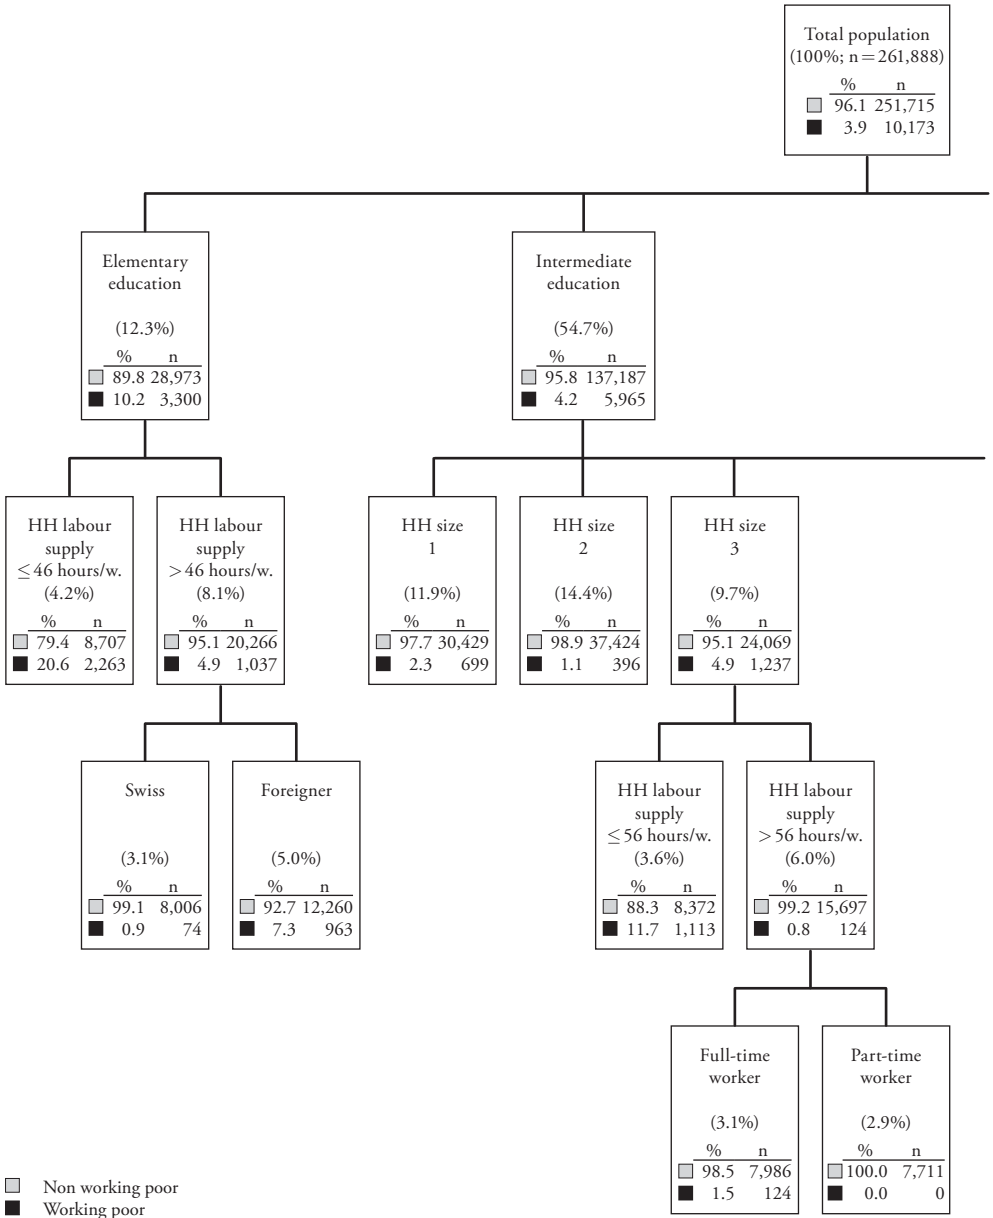 Total population
(100%; n = 261,888)
% n
96.1 251,715
3.9 10,173
Elementary
education
(12.3%)
% n
89.8 28,973
10.2 3,300
Intermediate
education
(54.7%)
% n
95.8 137,187
4.2 5,965
HH labour
supply
≤ 46 hours/w.
(4.2%)
% n
79.4 8,707
20.6 2,263
HH labour
supply
> 46 hours/w.
(8.1%)
% n
95.1 20,266
4.9 1,037
HH size
1
(11.9%)
% n
97.7 30,429
2.3 699
HH size
2
(14.4%)
% n
98.9 37,424
1.1 396
HH size
3
(9.7%)
% n
95.1 24,069
4.9 1,237
Swiss
(3.1%)
% n
99.1 8,006
0.9 74
Foreigner
(5.0%)
% n
92.7 12,260
7.3 963
HH labour
supply
≤ 56 hours/w.
(3.6%)
% n
88.3 8,372
11.7 1,113
HH labour
supply
> 56 hours/w.
(6.0%)
% n
99.2 15,697
0.8 124
Full-time
worker
(3.1%)
% n
98.5 7,986
1.5 124
Part-time
worker
(2.9%)
% n
100.0 7,711
0.0 0
Non working poor
Working poor